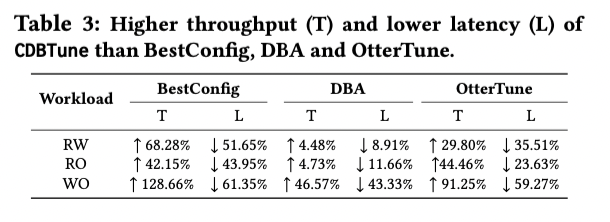 Table 3: Higher throughput (T) and lower latency (L) of
CDBTune than BestConfig, DBA and OtterTune.
Workload BestConfig DBA OtterTune
T L T L T L
RW ↑ 68.28% ↓ 51.65% ↑ 4.48% ↓ 8.91% ↑ 29.80% ↓ 35.51%
RO ↑ 42.15% ↓ 43.95% ↑ 4.73% ↓ 11.66% ↑44.46% ↓ 23.63%
WO ↑ 128.66% ↓ 61.35% ↑ 46.57% ↓ 43.33% ↑ 91.25% ↓ 59.27%